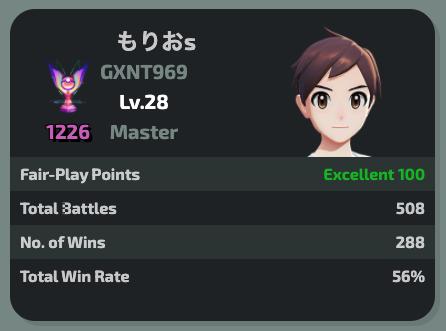 もりおs
GXNT969
Lv.28
1226 Master
Fair-Play Points Excellent 100
Total Battles 508
No. of Wins 288
Total Win Rate 56%